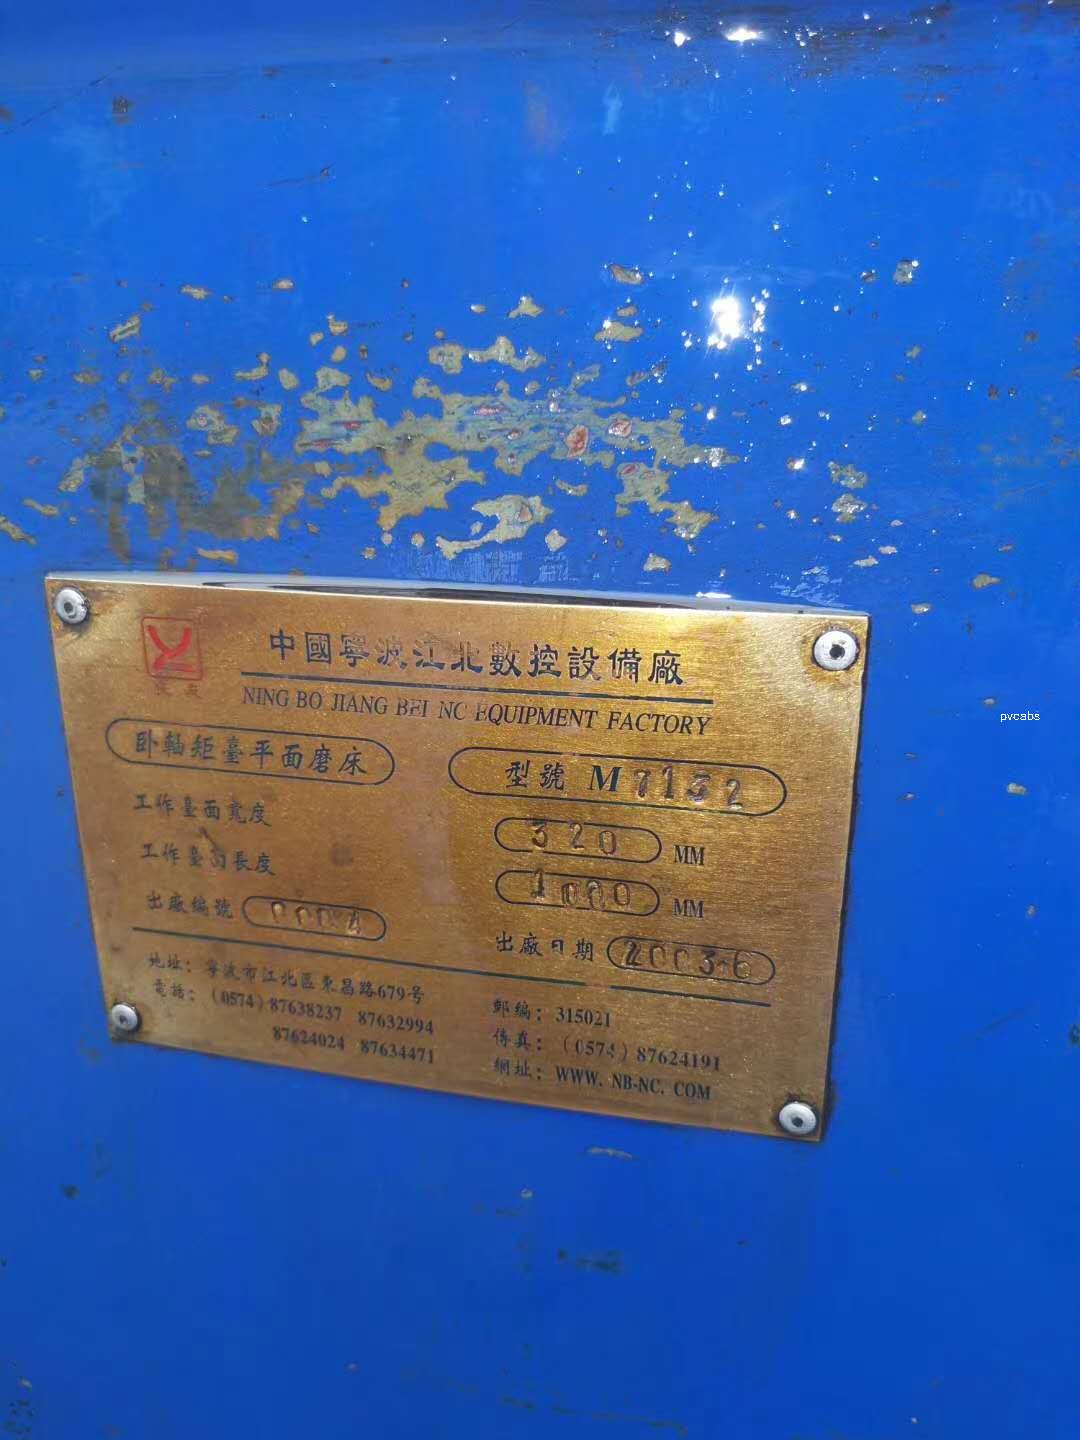 中國寧波江北數控設備廠
NING BO JIANG BEI NC EQUIPMENT FACTORY
卧軸矩臺平面磨床
型號 M7132
工作臺面寬度 320 MM
工作臺面長度 1000 MM
出廠編號 0004
出廠日期 2003-6
地址：寧波市江北區東昌路679号
電話：(0574) 87638237 87632994
87624024 87634471
郵編：315021
傳真：(0574) 87624191
網址：WWW. NB-NC. COM
pvcabs